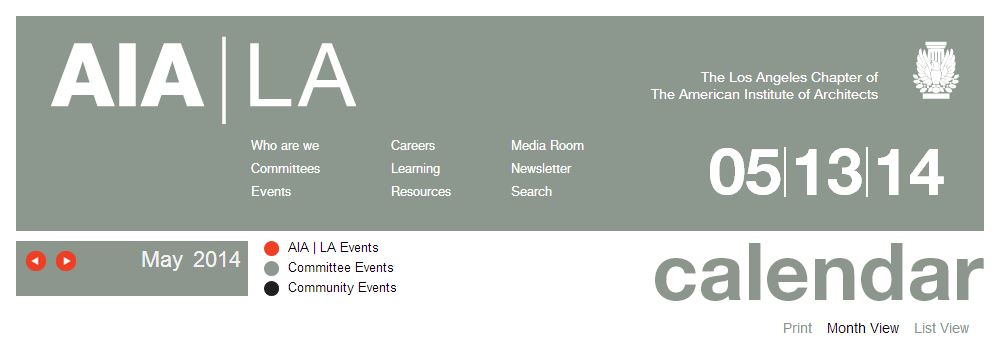 AIA | LA
The Los Angeles Chapter of
The American Institute of Architects
Who are we
Careers
Media Room
Committees
Learning
Newsletter
Events
Resources
Search
05|13|14
May 2014
AIA | LA Events
Committee Events
Community Events
calendar
Print Month View List View